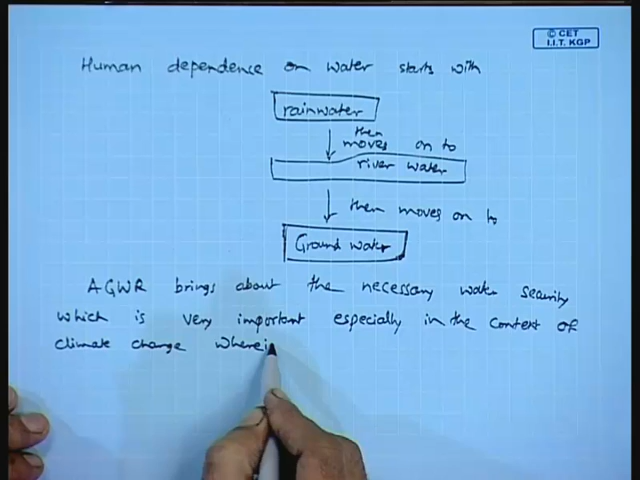 © CET
I.I.T. KGP
Human dependence on water starts with
rainwater
then
moves on to
river water
then moves on to
Ground water
AGWR brings about the necessary water security
which is very important especially in the context of
climate change wherei